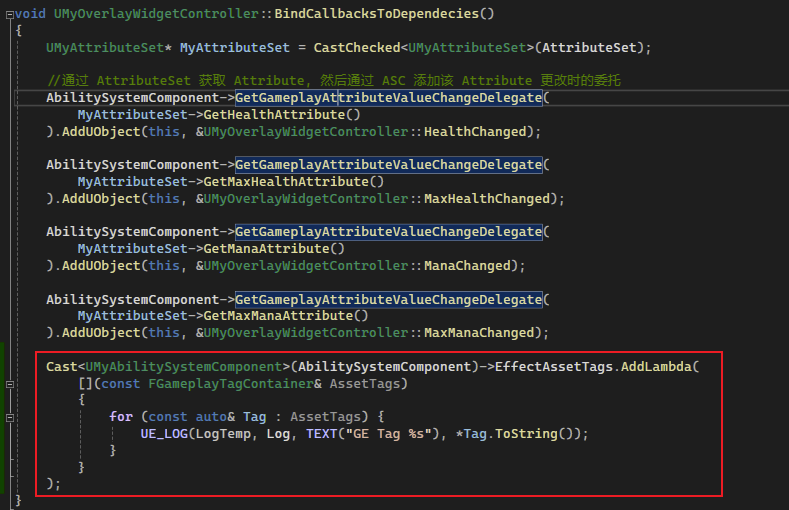 void UMyOverlayWidgetController::BindCallbacksToDependecies()
{
UMyAttributeSet* MyAttributeSet = CastChecked<UMyAttributeSet>(AttributeSet);
//通过 AttributeSet 获取 Attribute, 然后通过 ASC 添加该 Attribute 更改时的委托
AbilitySystemComponent->GetGameplayAttributeValueChangeDelegate(
MyAttributeSet->GetHealthAttribute()
).AddUObject(this, &UMyOverlayWidgetController::HealthChanged);
AbilitySystemComponent->GetGameplayAttributeValueChangeDelegate(
MyAttributeSet->GetMaxHealthAttribute()
).AddUObject(this, &UMyOverlayWidgetController::MaxHealthChanged);
AbilitySystemComponent->GetGameplayAttributeValueChangeDelegate(
MyAttributeSet->GetManaAttribute()
).AddUObject(this, &UMyOverlayWidgetController::ManaChanged);
AbilitySystemComponent->GetGameplayAttributeValueChangeDelegate(
MyAttributeSet->GetMaxManaAttribute()
).AddUObject(this, &UMyOverlayWidgetController::MaxManaChanged);
Cast<UMyAbilitySystemComponent>(AbilitySystemComponent)->EffectAssetTags.AddLambda(
[](const FGameplayTagContainer& AssetTags)
{
for (const auto& Tag : AssetTags) {
UE_LOG(LogTemp, Log, TEXT("GE Tag %s"), *Tag.ToString());
}
}
);
}